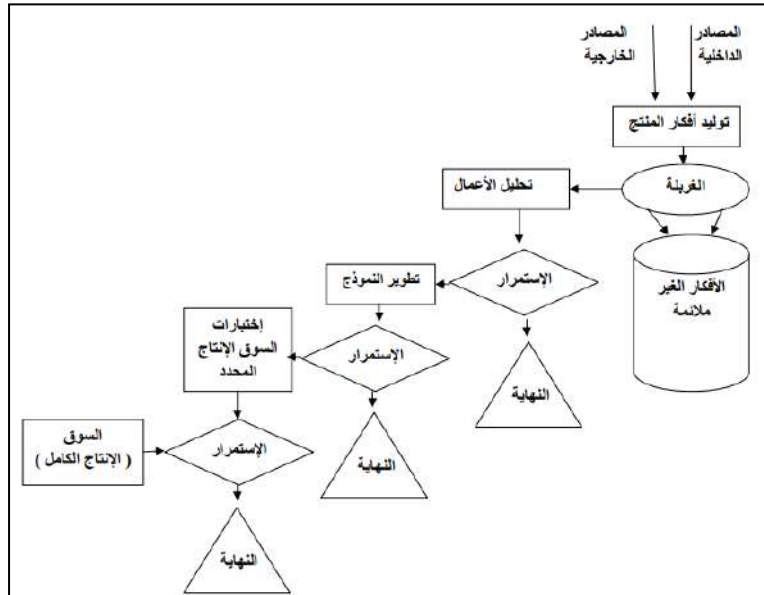 المصادر
الداخلية
المصادر
الخارجية
توليد أفكار المنتج
الغربلة
الأفكار الغير
ملائمة
تحليل الأعمال
الإستمرار
النهاية
تطوير النموذج
الإستمرار
النهاية
إختبارات
السوق الإنتاج
المحدد
الإستمرار
النهاية
السوق
( الإنتاج الكامل )